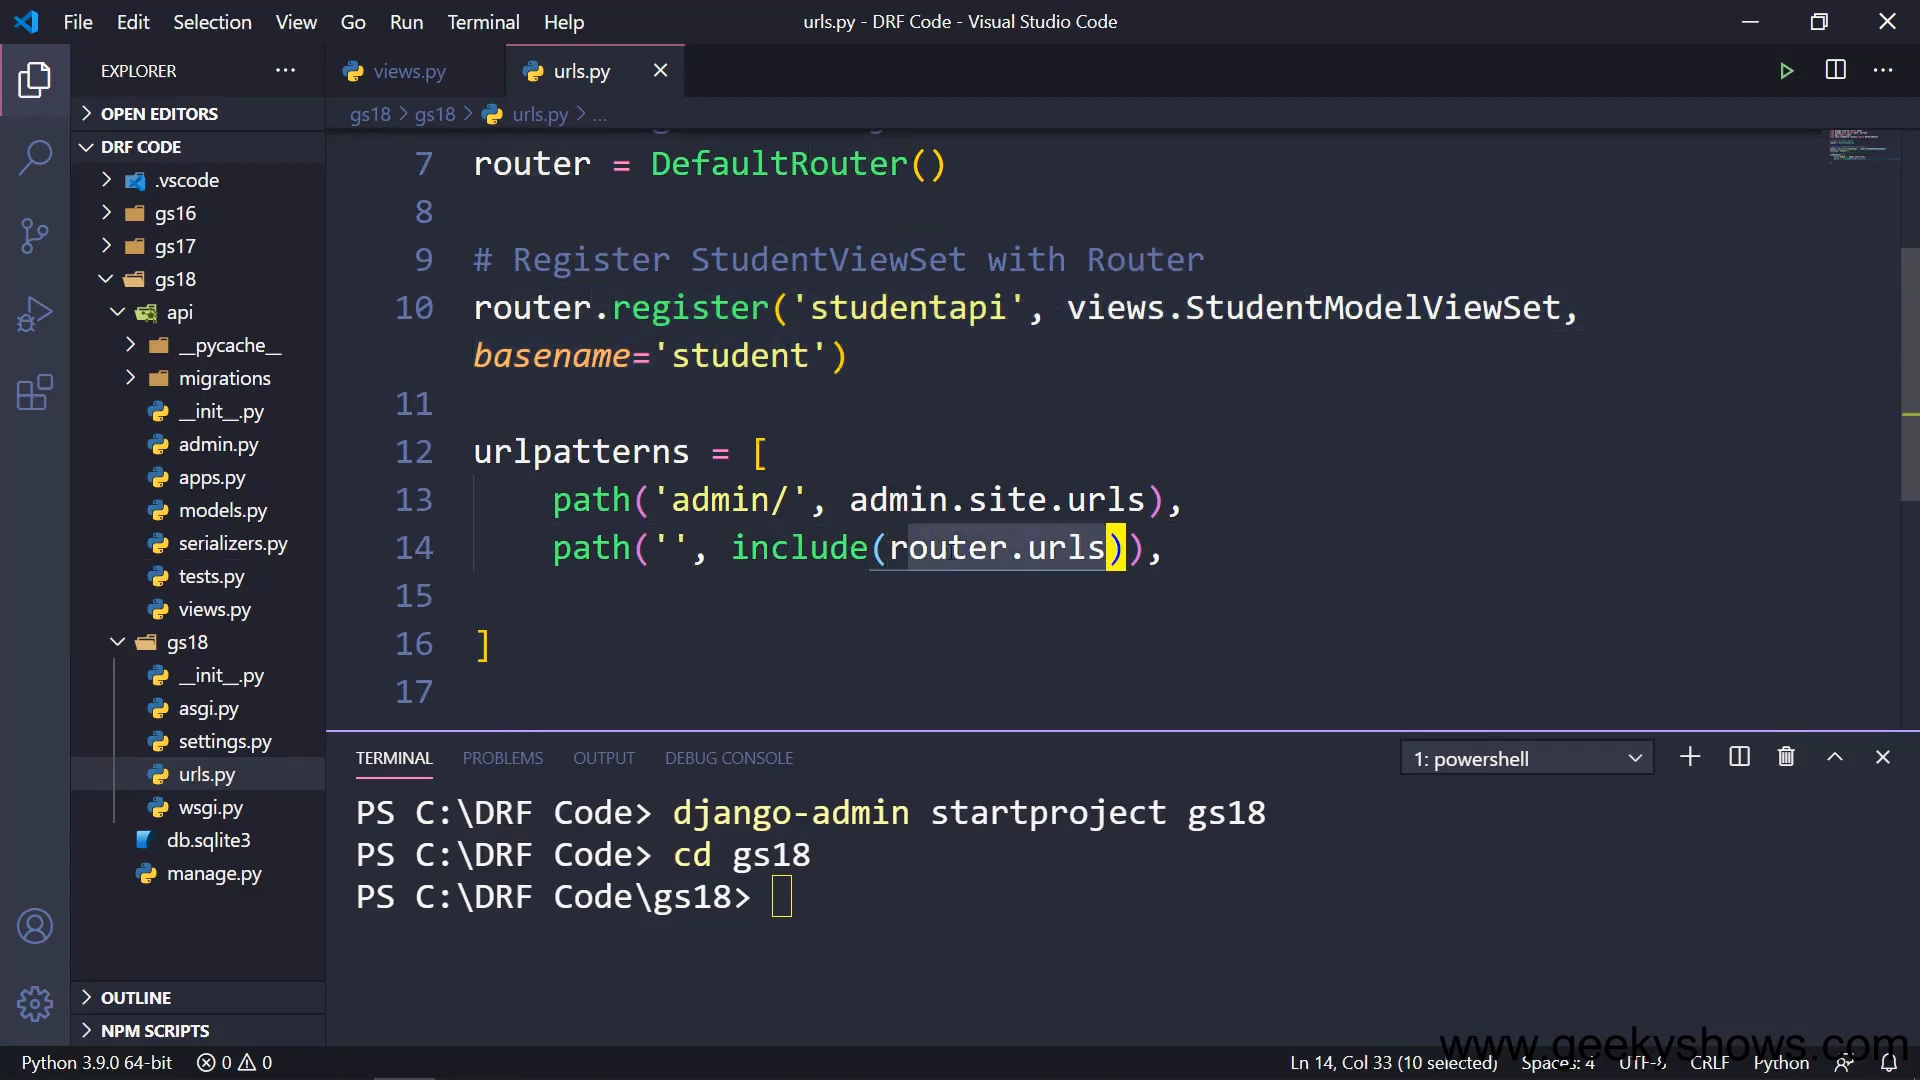 File Edit Selection View Go Run Terminal Help urls.py - DRF Code - Visual Studio Code
EXPLORER
OPEN EDITORS
DRF CODE
.vscode
gs16
gs17
gs18
api
__pycache__
migrations
__init__.py
admin.py
apps.py
models.py
serializers.py
tests.py
views.py
gs18
__init__.py
asgi.py
settings.py
urls.py
wsgi.py
db.sqlite3
manage.py
OUTLINE
NPM SCRIPTS
views.py urls.py
gs18 > gs18 > urls.py > ...
7 router = DefaultRouter()
8
9 # Register StudentViewSet with Router
10 router.register('studentapi', views.StudentModelViewSet,
basename='student')
11
12 urlpatterns = [
13 path('admin/', admin.site.urls),
14 path('', include(router.urls)),
15
16 ]
17
TERMINAL PROBLEMS OUTPUT DEBUG CONSOLE 1: powershell
PS C:\DRF Code> django-admin startproject gs18
PS C:\DRF Code> cd gs18
PS C:\DRF Code\gs18>
www.geekyshows.com
Python 3.9.0 64-bit 0 0 Ln 14, Col 33 (10 selected) Spaces: 4 UTF-8 CRLF Python